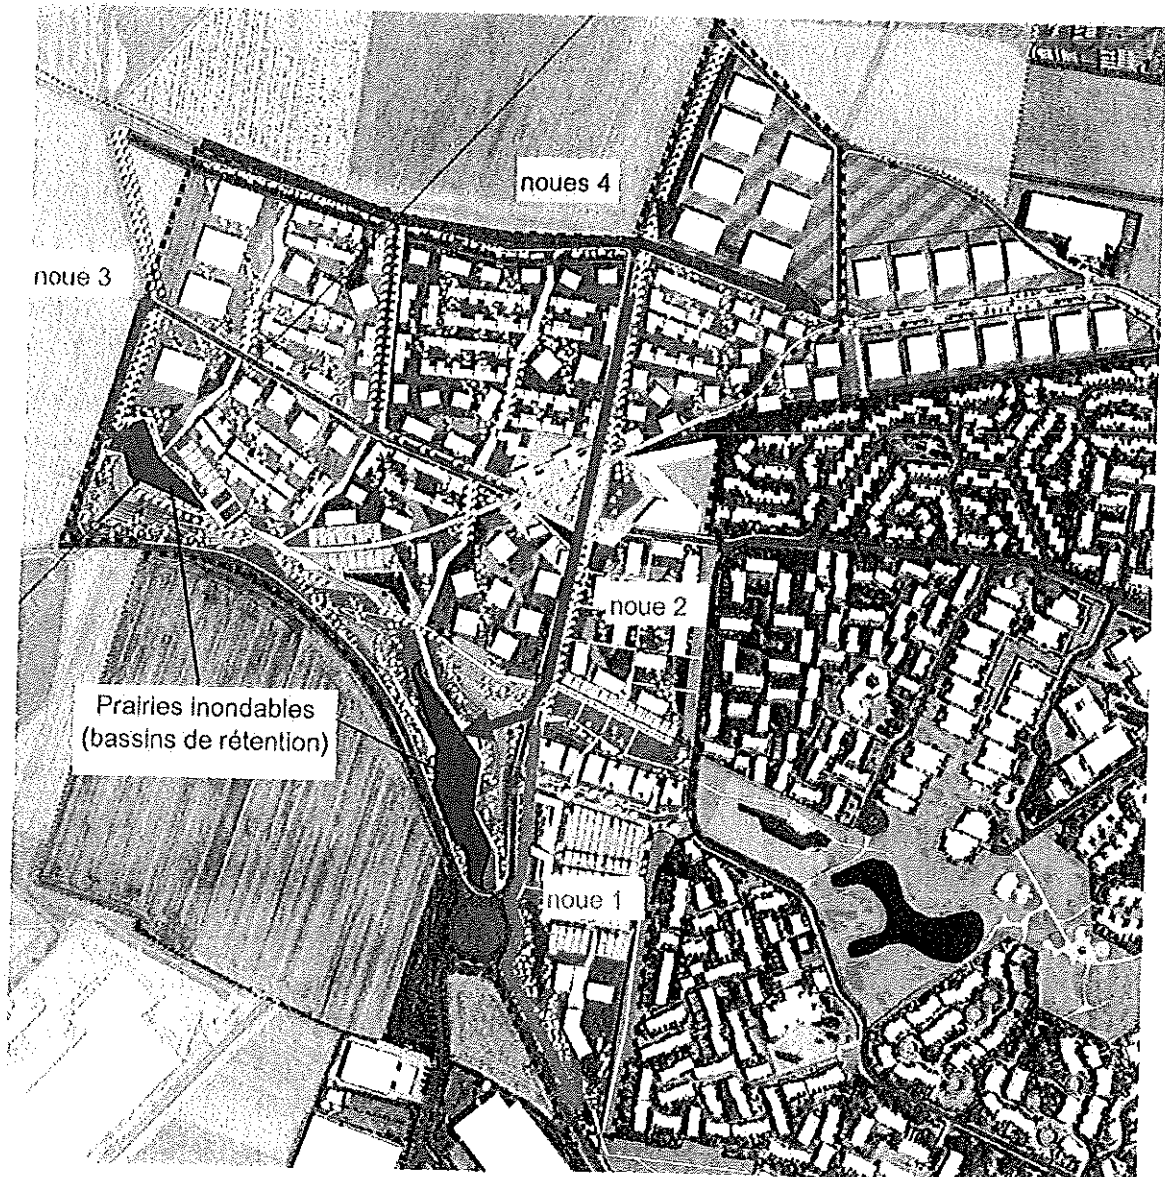 noues 4
noue 3
noue 2
Prairies inondables
(bassins de rétention)
noue 1